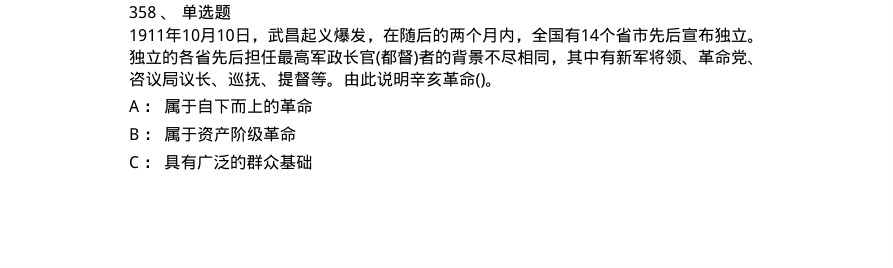 358 、 单选题
1911年10月10日，武昌起义爆发，在随后的两个月内，全国有14个省市先后宣布独立。
独立的各省先后担任最高军政长官(都督)者的背景不尽相同，其中有新军将领、革命党、
咨议局议长、巡抚、提督等。由此说明辛亥革命()。
A ： 属于自下而上的革命
B ： 属于资产阶级革命
C ： 具有广泛的群众基础